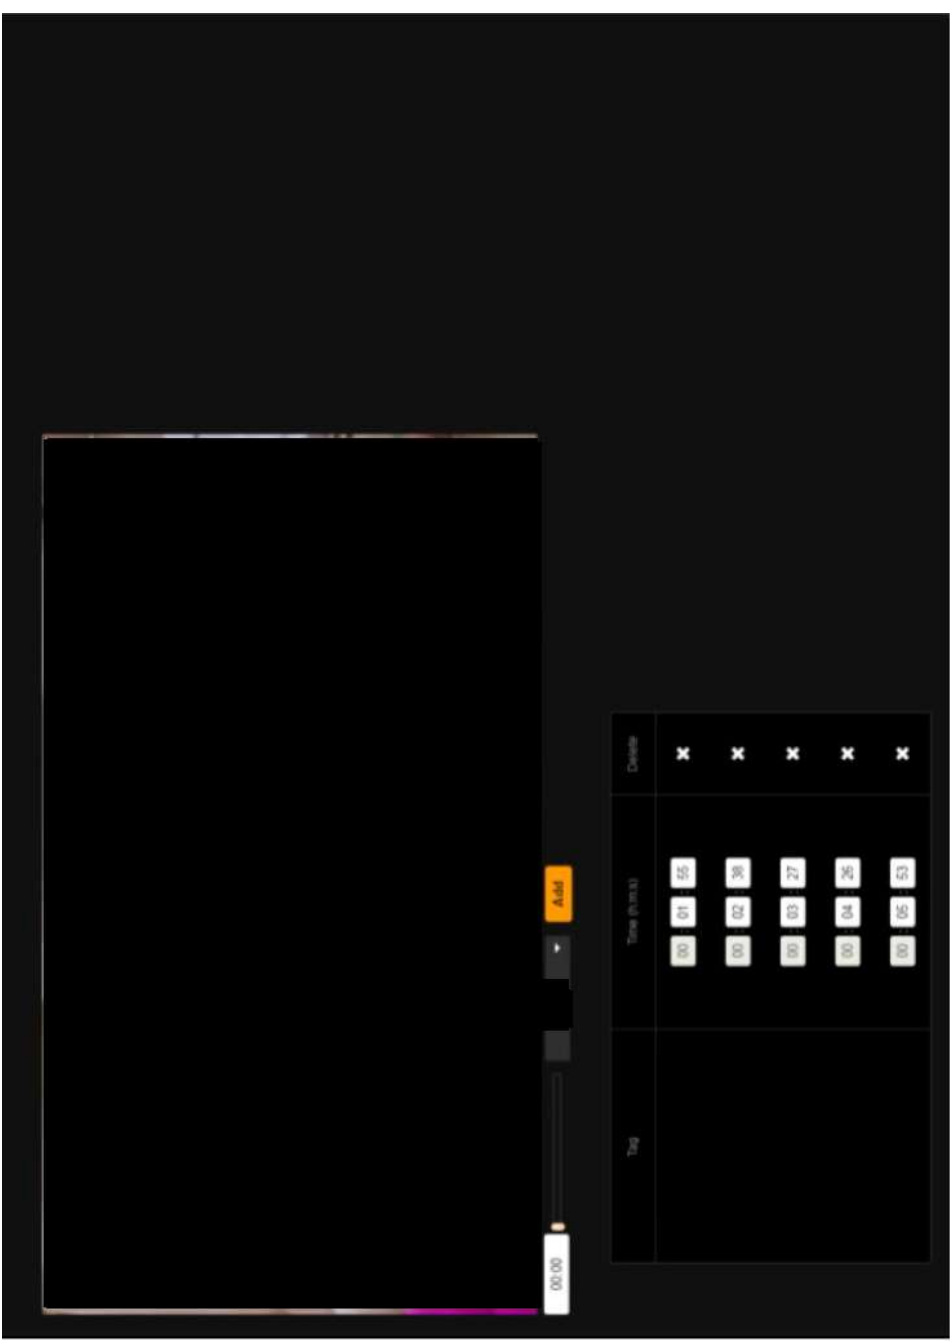 00:00 Add
Tag Time (h:m:s) Delete
00 : 01 : 55 ✖
00 : 02 : 38 ✖
00 : 03 : 27 ✖
00 : 04 : 26 ✖
00 : 05 : 53 ✖